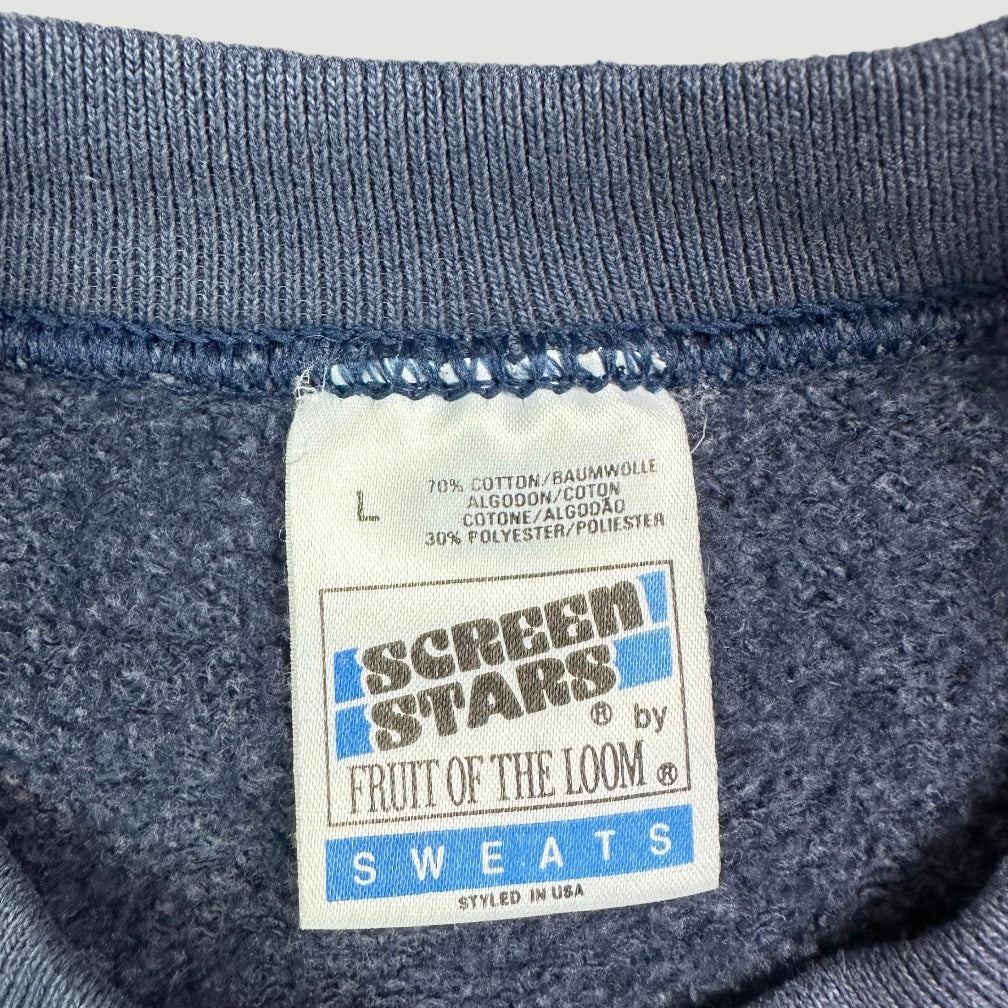 L
70% COTTON/BAUMWOLLE
ALGODON/COTON
COTONE/ALGODÃO
30% POLYESTER/POLIESTER
SCREEN
STARS
® by
FRUIT OF THE LOOM ®
SWEATS
STYLED IN USA